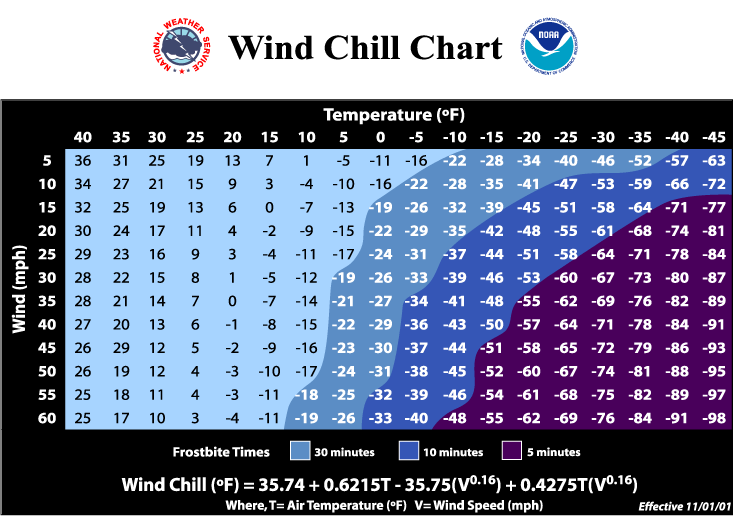 NATIONAL WEATHER SERVICE
Wind Chill Chart
NOAA
NATIONAL OCEANIC AND ATMOSPHERIC ADMINISTRATION
U.S. DEPARTMENT OF COMMERCE
Temperature (ºF)
40 35 30 25 20 15 10 5 0 -5 -10 -15 -20 -25 -30 -35 -40 -45
Wind (mph)
5 36 31 25 19 13 7 1 -5 -11 -16 -22 -28 -34 -40 -46 -52 -57 -63
10 34 27 21 15 9 3 -4 -10 -16 -22 -28 -35 -41 -47 -53 -59 -66 -72
15 32 25 19 13 6 0 -7 -13 -19 -26 -32 -39 -45 -51 -58 -64 -71 -77
20 30 24 17 11 4 -2 -9 -15 -22 -29 -35 -42 -48 -55 -61 -68 -74 -81
25 29 23 16 9 3 -4 -11 -17 -24 -31 -37 -44 -51 -58 -64 -71 -78 -84
30 28 22 15 8 1 -5 -12 -19 -26 -33 -39 -46 -53 -60 -67 -73 -80 -87
35 28 21 14 7 0 -7 -14 -21 -27 -34 -41 -48 -55 -62 -69 -76 -82 -89
40 27 20 13 6 -1 -8 -15 -22 -29 -36 -43 -50 -57 -64 -71 -78 -84 -91
45 26 29 12 5 -2 -9 -16 -23 -30 -37 -44 -51 -58 -65 -72 -79 -86 -93
50 26 19 12 4 -3 -10 -17 -24 -31 -38 -45 -52 -60 -67 -74 -81 -88 -95
55 25 18 11 4 -3 -11 -18 -25 -32 -39 -46 -54 -61 -68 -75 -82 -89 -97
60 25 17 10 3 -4 -11 -19 -26 -33 -40 -48 -55 -62 -69 -76 -84 -91 -98
Frostbite Times 30 minutes 10 minutes 5 minutes
Wind Chill (ºF) = 35.74 + 0.6215T - 35.75(V0.16) + 0.4275T(V0.16)
Where, T= Air Temperature (ºF) V= Wind Speed (mph)
Effective 11/01/01